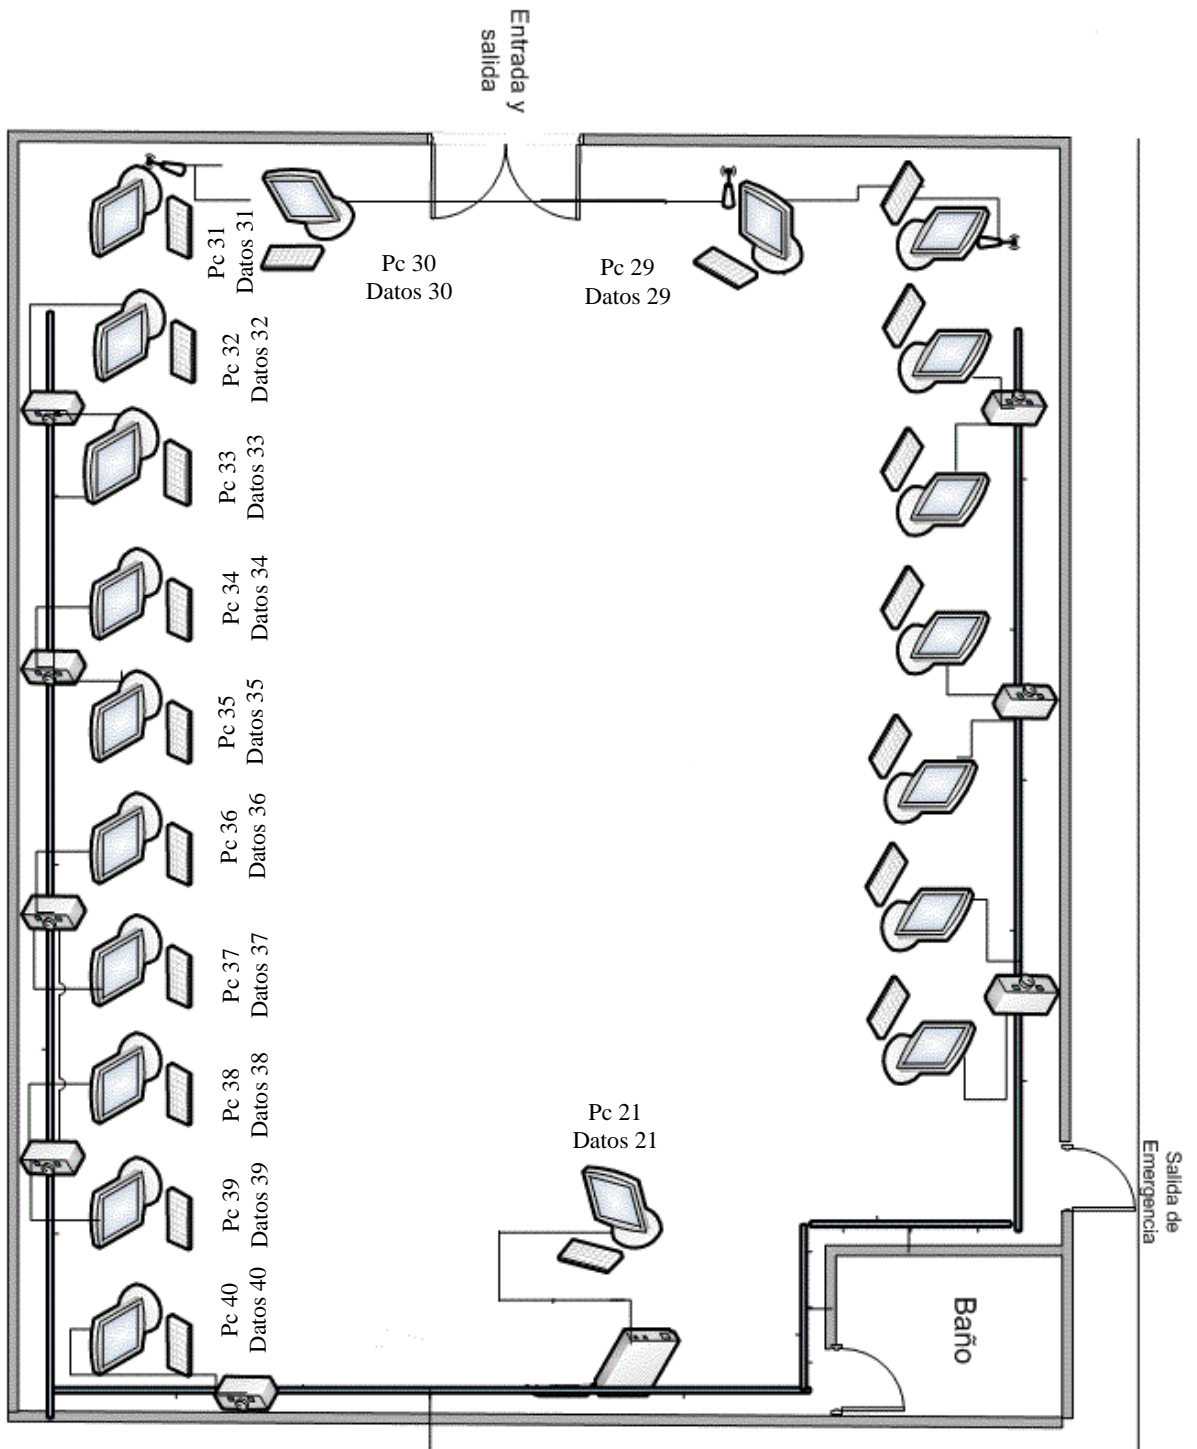 Entrada y
salida
Pc 31
Datos 31
Pc 30
Datos 30
Pc 29
Datos 29
Pc 32
Datos 32
Pc 33
Datos 33
Pc 34
Datos 34
Pc 35
Datos 35
Pc 36
Datos 36
Pc 37
Datos 37
Pc 38
Datos 38
Pc 21
Datos 21
Salida de
Emergencia
Pc 39
Datos 39
Pc 40
Datos 40
Baño